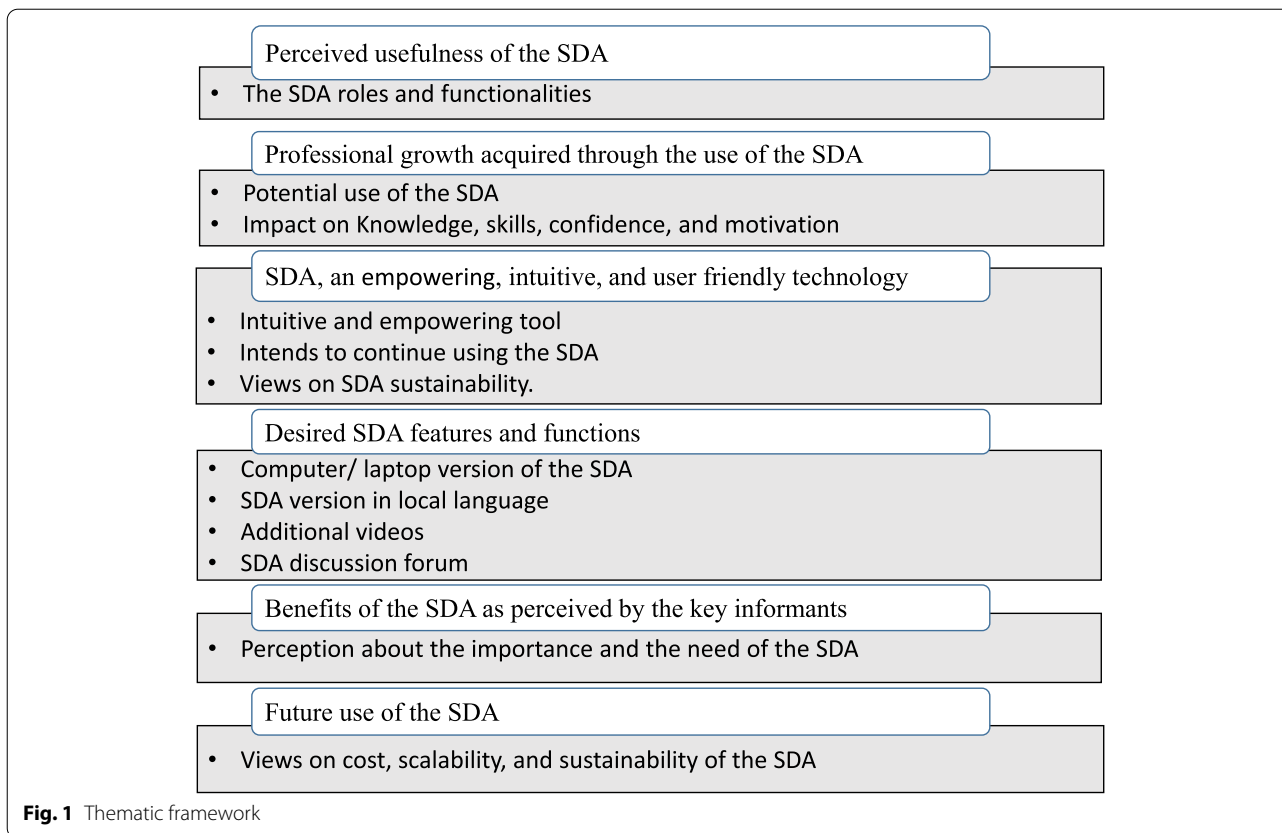 Perceived usefulness of the SDA
• The SDA roles and functionalities
Professional growth acquired through the use of the SDA
• Potential use of the SDA
• Impact on Knowledge, skills, confidence, and motivation
SDA, an empowering, intuitive, and user friendly technology
• Intuitive and empowering tool
• Intends to continue using the SDA
• Views on SDA sustainability.
Desired SDA features and functions
• Computer/ laptop version of the SDA
• SDA version in local language
• Additional videos
• SDA discussion forum
Benefits of the SDA as perceived by the key informants
• Perception about the importance and the need of the SDA
Future use of the SDA
• Views on cost, scalability, and sustainability of the SDA
Fig. 1 Thematic framework